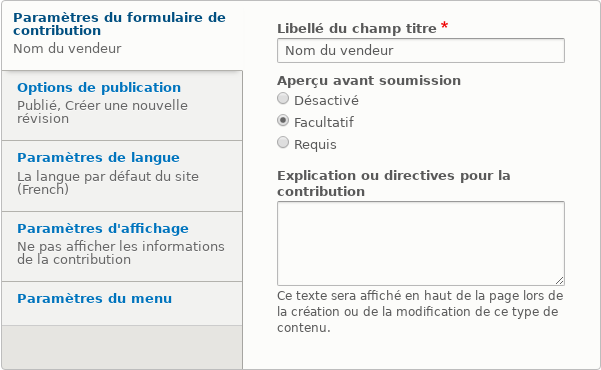 Paramètres du formulaire de
contribution
Nom du vendeur
Options de publication
Publié, Créer une nouvelle
révision
Paramètres de langue
La langue par défaut du site
(French)
Paramètres d'affichage
Ne pas afficher les informations
de la contribution
Paramètres du menu
Libellé du champ titre *
Nom du vendeur
Aperçu avant soumission
Désactivé
Facultatif
Requis
Explication ou directives pour la
contribution
Ce texte sera affiché en haut de la page lors de
la création ou de la modification de ce type de
contenu.